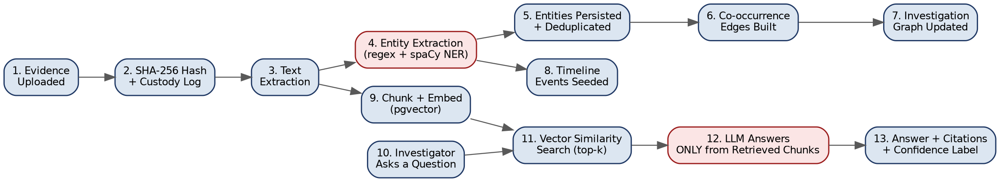 1. Evidence
Uploaded
2. SHA-256 Hash
+ Custody Log
3. Text
Extraction
4. Entity Extraction
(regex + spaCy NER)
5. Entities Persisted
+ Deduplicated
6. Co-occurrence
Edges Built
7. Investigation
Graph Updated
8. Timeline
Events Seeded
9. Chunk + Embed
(pgvector)
10. Investigator
Asks a Question
11. Vector Similarity
Search (top-k)
12. LLM Answers
ONLY from Retrieved Chunks
13. Answer + Citations
+ Confidence Label